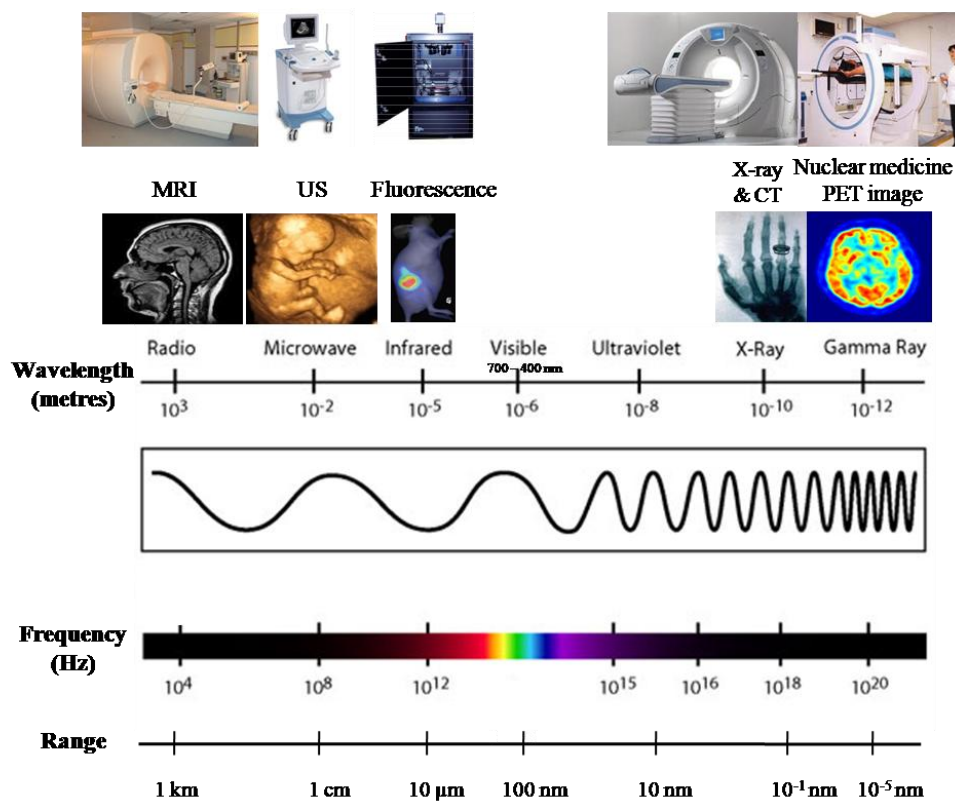 MRI
US
Fluorescence
X-ray
& CT
Nuclear medicine
PET image
Radio
Microwave
Infrared
Visible
Ultraviolet
X-Ray
Gamma Ray
Wavelength
(metres)
700 – 400 nm
10³
10⁻²
10⁻⁵
10⁻⁶
10⁻⁸
10⁻¹⁰
10⁻¹²
Frequency
(Hz)
10⁴
10⁸
10¹²
10¹⁵
10¹⁶
10¹⁸
10²⁰
Range
1 km
1 cm
10 µm
100 nm
10 nm
10⁻¹ nm
10⁻⁵ nm